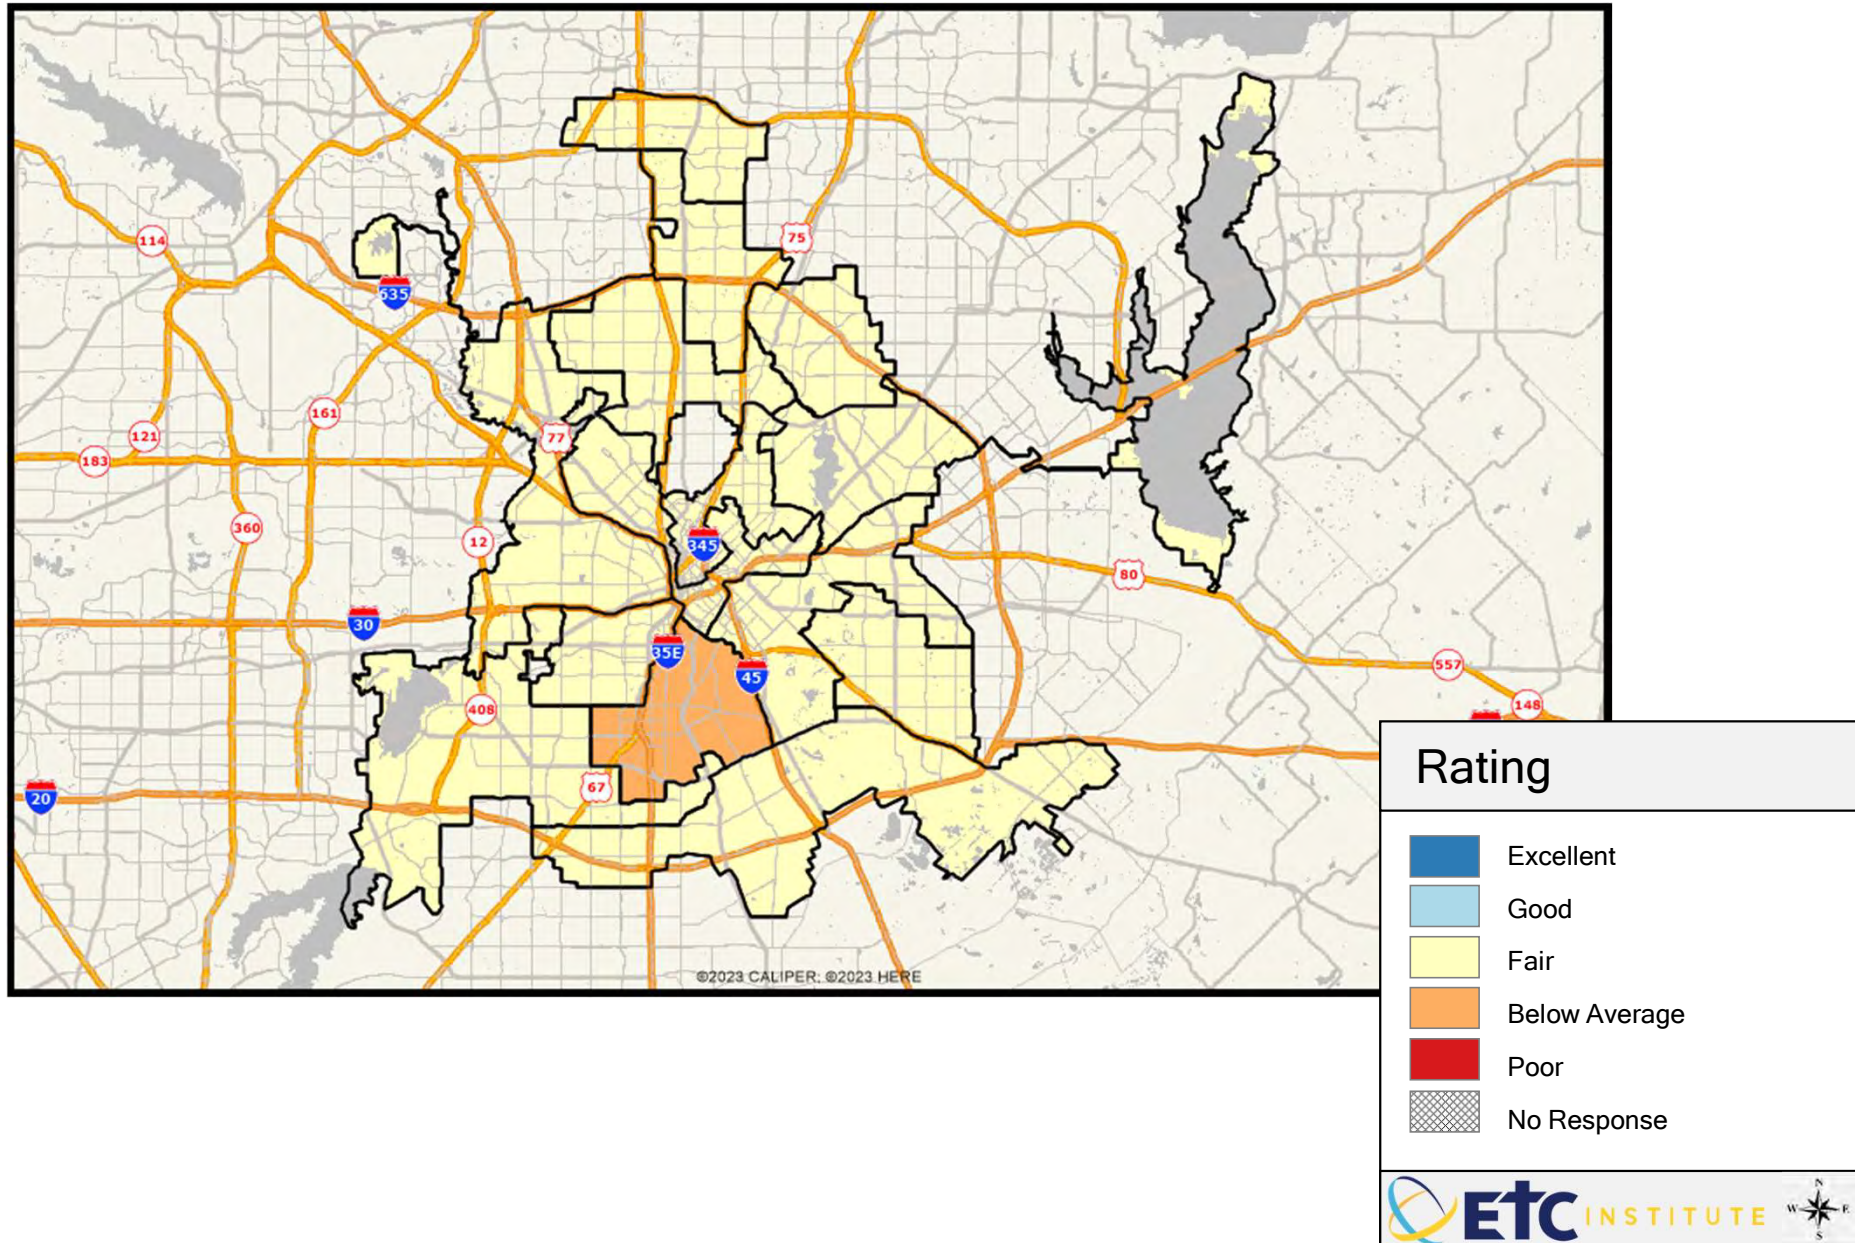 114
75
635
161
121
77
183
360
12
345
80
30
35E
45
557
408
148
67
20
©2023 CALIPER; ©2023 HERE
Rating
Excellent
Good
Fair
Below Average
Poor
No Response
ETC INSTITUTE
N
W E
S